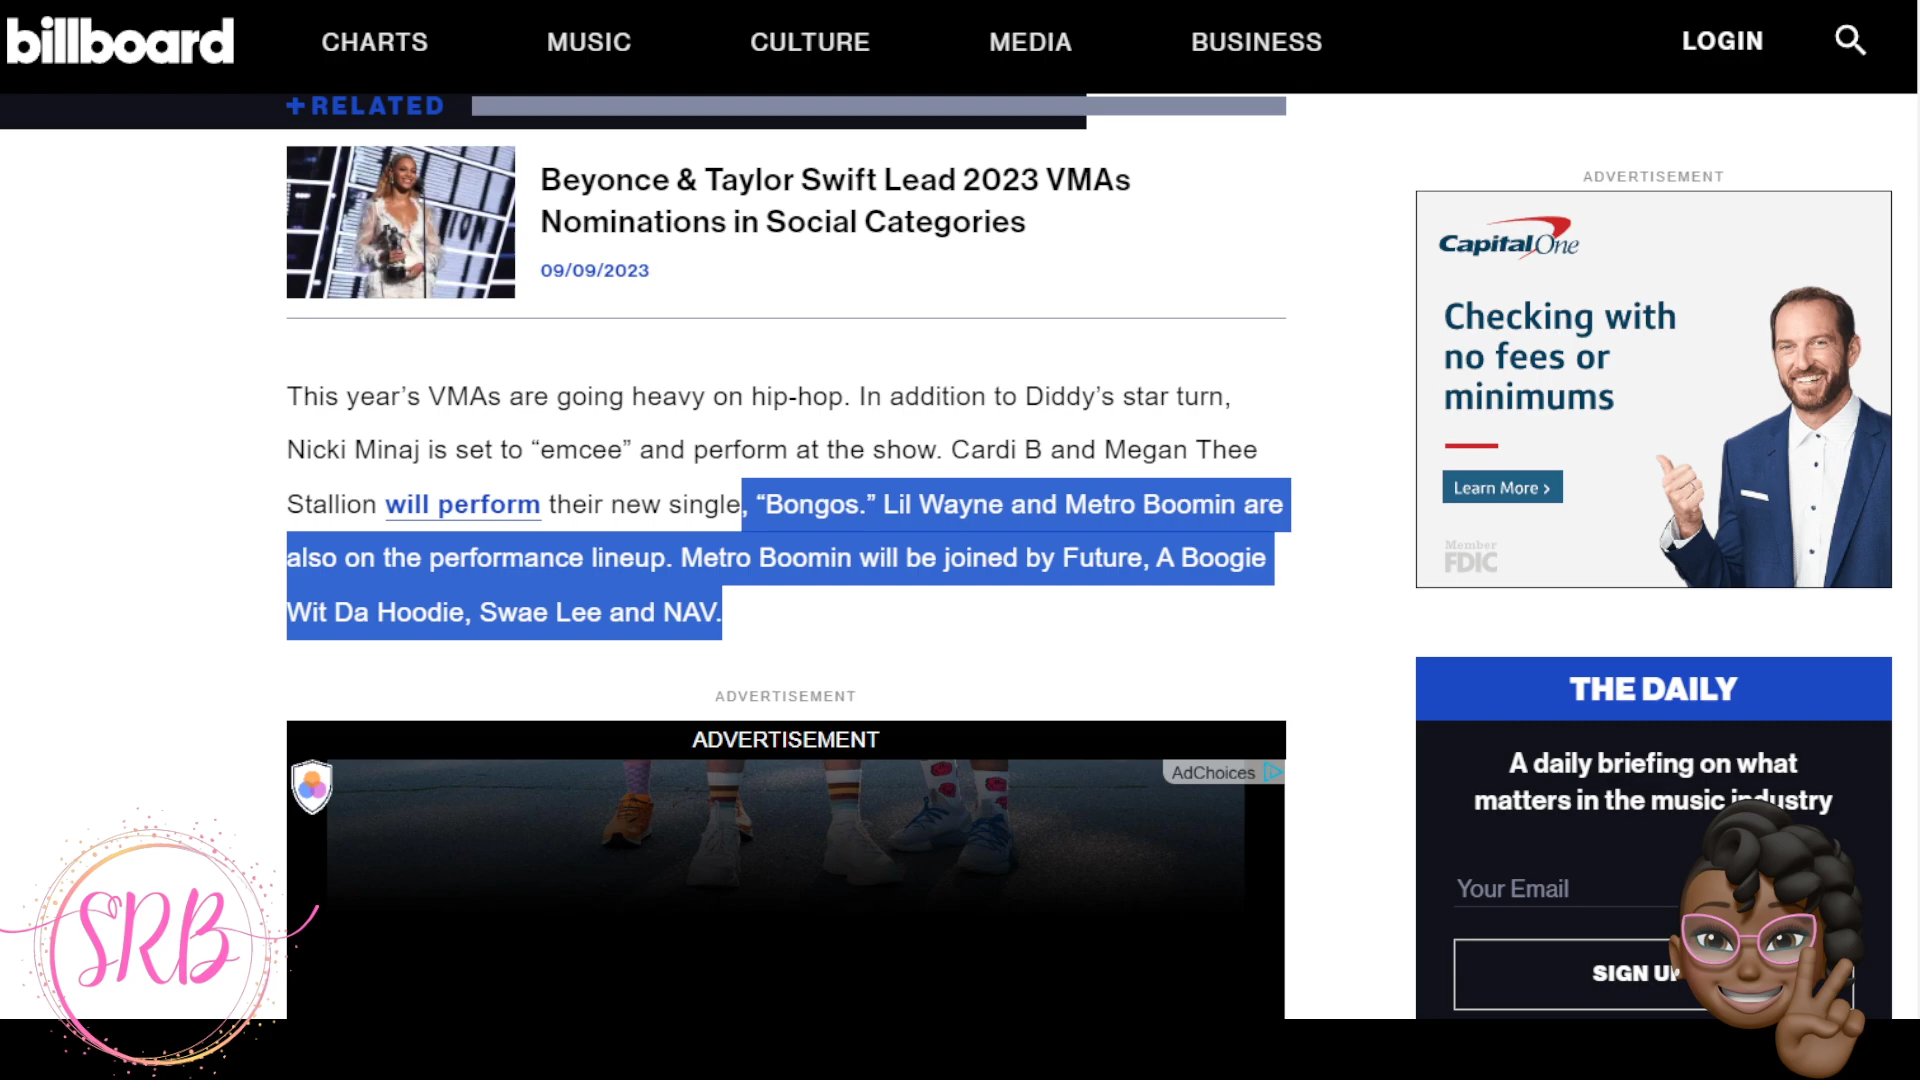 billboard
CHARTS
MUSIC
CULTURE
MEDIA
BUSINESS
LOGIN
+RELATED
Beyonce & Taylor Swift Lead 2023 VMAs
Nominations in Social Categories
09/09/2023
This year’s VMAs are going heavy on hip-hop. In addition to Diddy’s star turn,
Nicki Minaj is set to “emcee” and perform at the show. Cardi B and Megan Thee
Stallion will perform their new single, “Bongos.” Lil Wayne and Metro Boomin are
also on the performance lineup. Metro Boomin will be joined by Future, A Boogie
Wit Da Hoodie, Swae Lee and NAV.
ADVERTISEMENT
ADVERTISEMENT
AdChoices
SRB
ADVERTISEMENT
Capital One
Checking with
no fees or
minimums
Learn More >
Member
FDIC
THE DAILY
A daily briefing on what
matters in the music industry
Your Email
SIGN UP